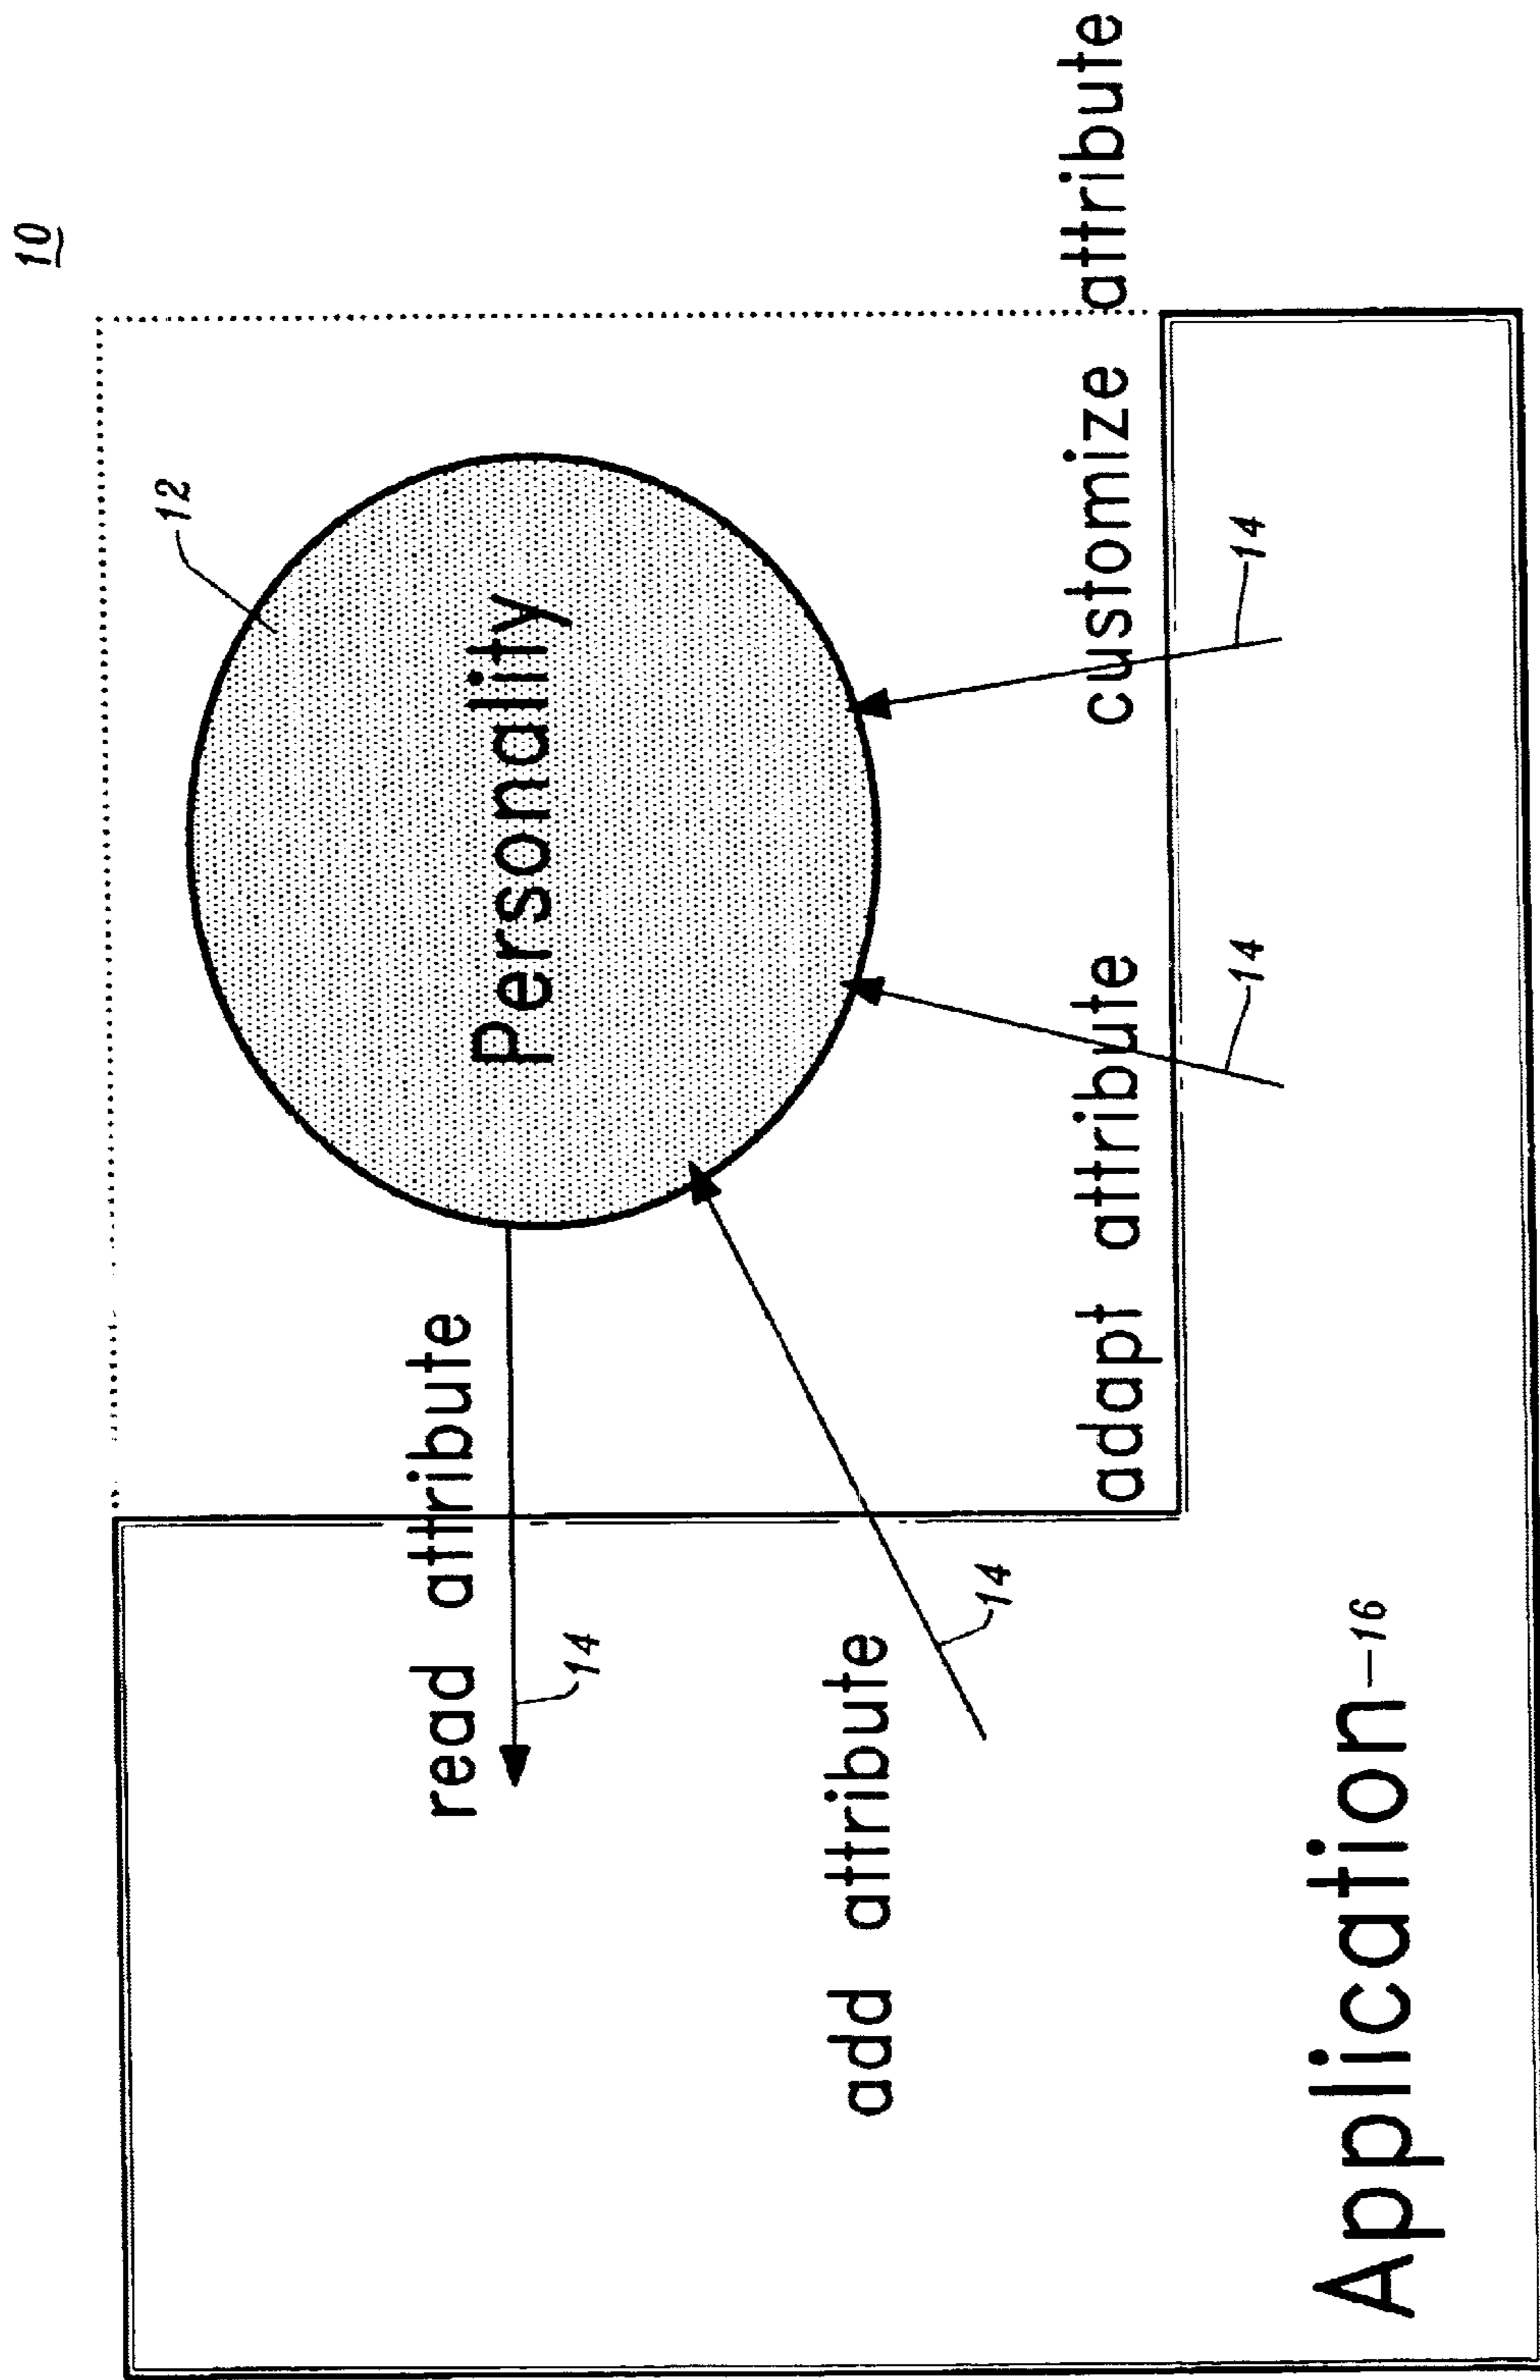 10
12
Personality
read attribute
14
add attribute
14
adapt attribute
14
customize attribute
14
Application
16